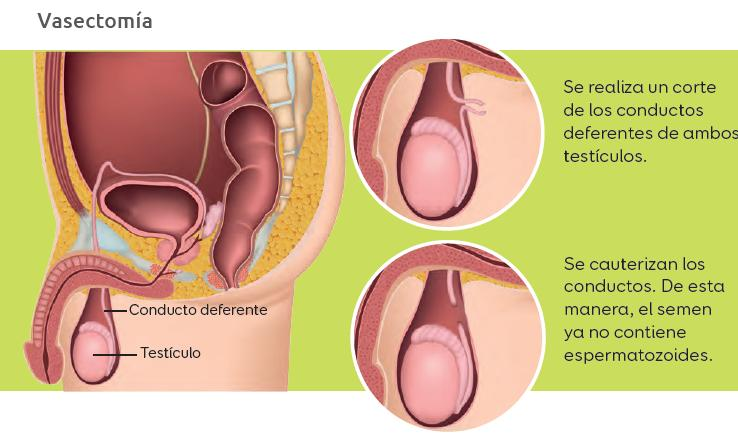 Vasectomía
Se realiza un corte
de los conductos
deferentes de ambos
testículos.
Se cauterizan los
conductos. De esta
manera, el semen
ya no contiene
espermatozoides.
Conducto deferente
Testículo